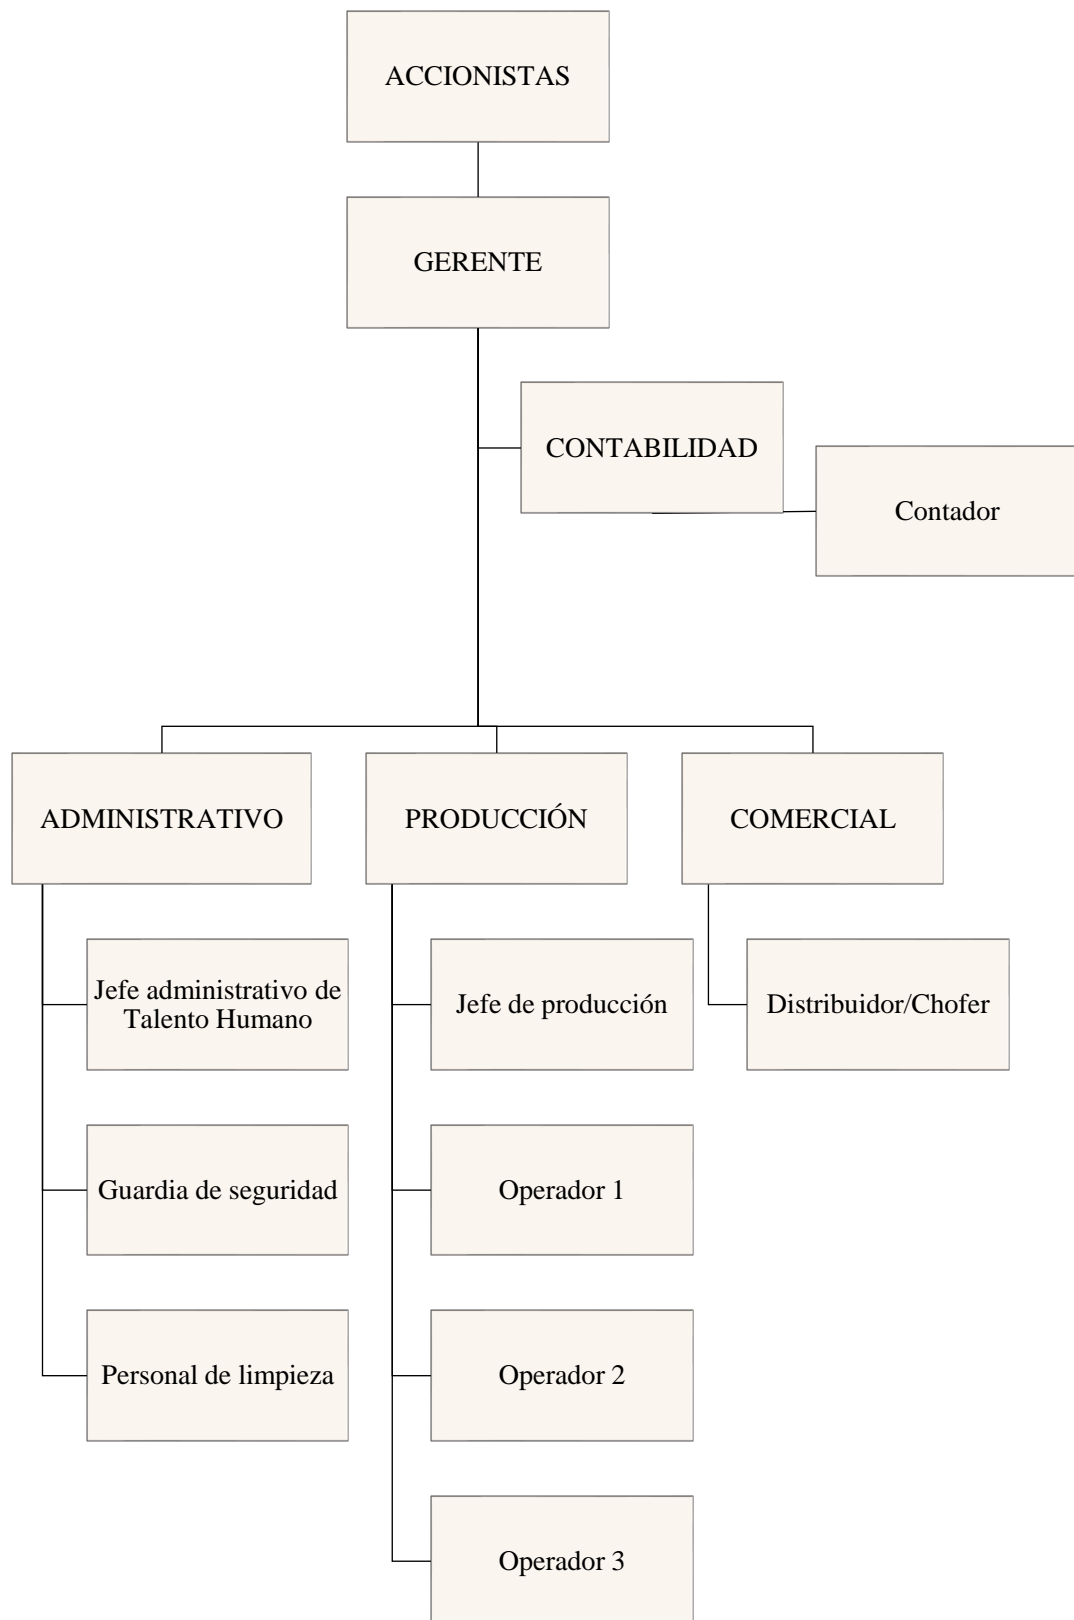 ACCIONISTAS
GERENTE
CONTABILIDAD
Contador
ADMINISTRATIVO
PRODUCCIÓN
COMERCIAL
Jefe administrativo de
Talento Humano
Jefe de producción
Distribuidor/Chofer
Guardia de seguridad
Operador 1
Personal de limpieza
Operador 2
Operador 3